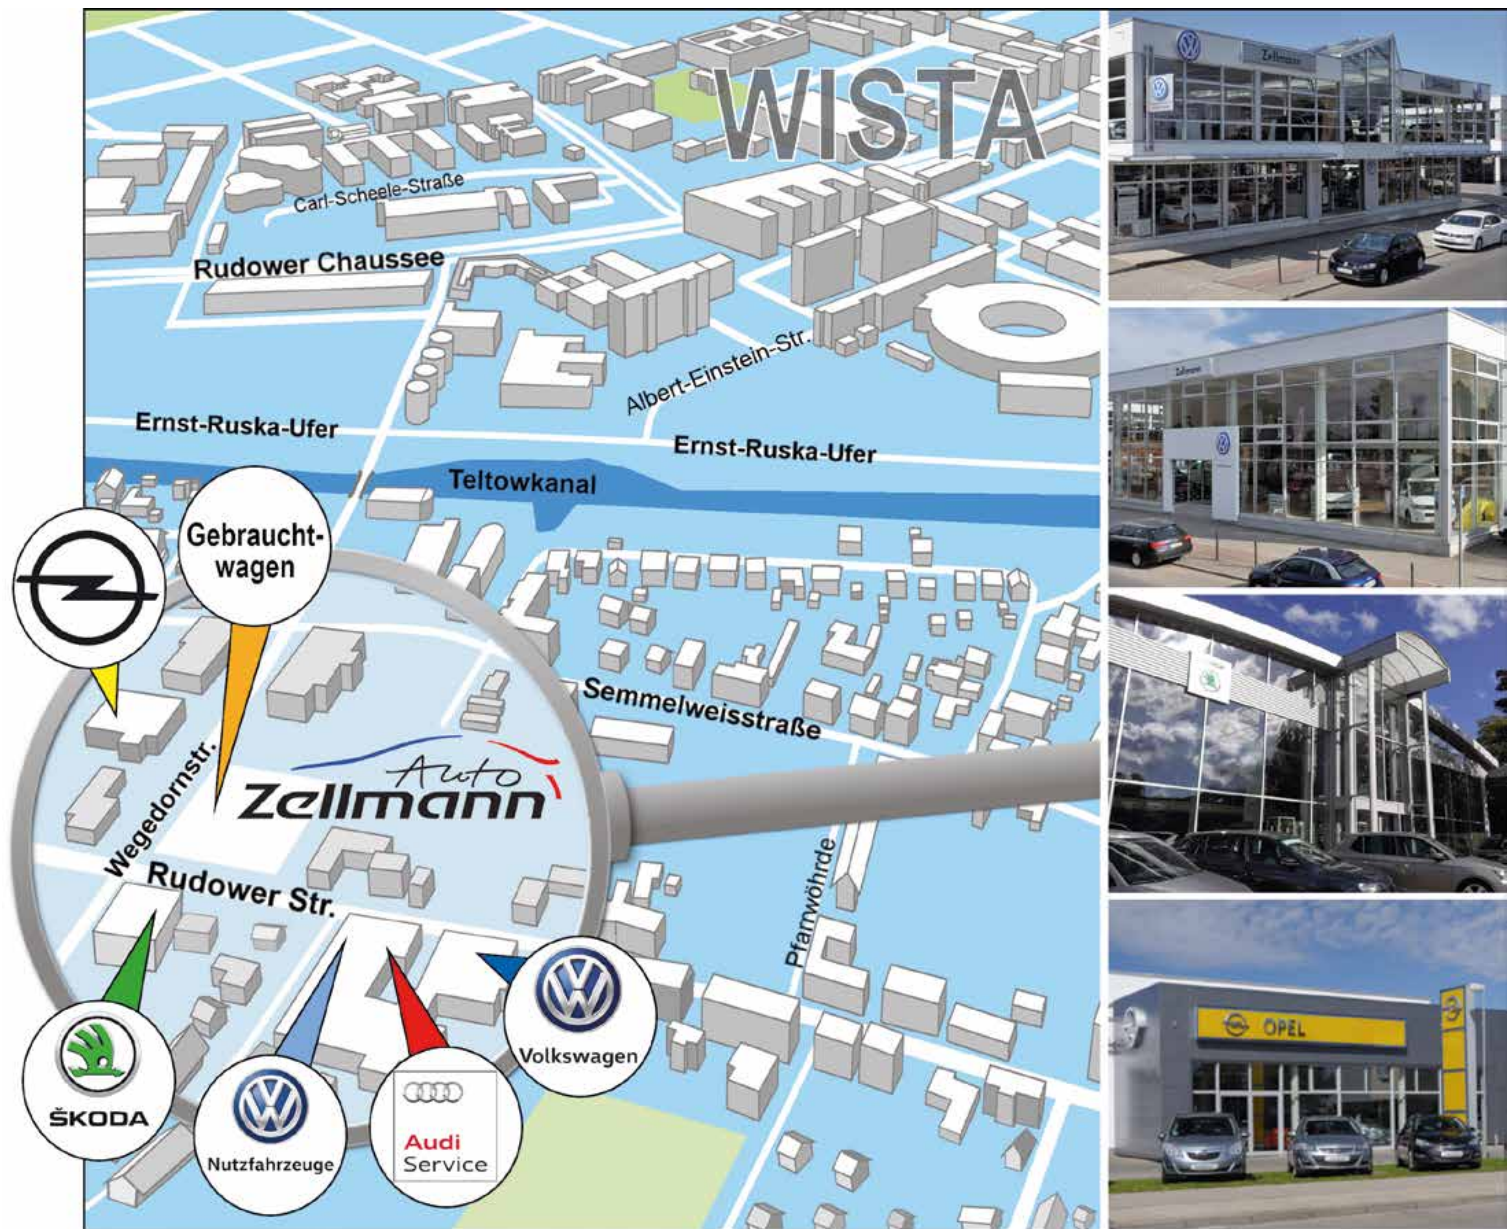 WISTA
Carl-Scheele-Straße
Rudower Chaussee
Albert-Einstein-Str.
Ernst-Ruska-Ufer
Ernst-Ruska-Ufer
Teltowkanal
Gebraucht-
wagen
Semmelweisstraße
Auto
Zellmann
Wegedornstr.
Rudower Str.
Pfarrwöhrde
Volkswagen
ŠKODA
Nutzfahrzeuge
Audi
Service
Zellmann
Zellmann
OPEL